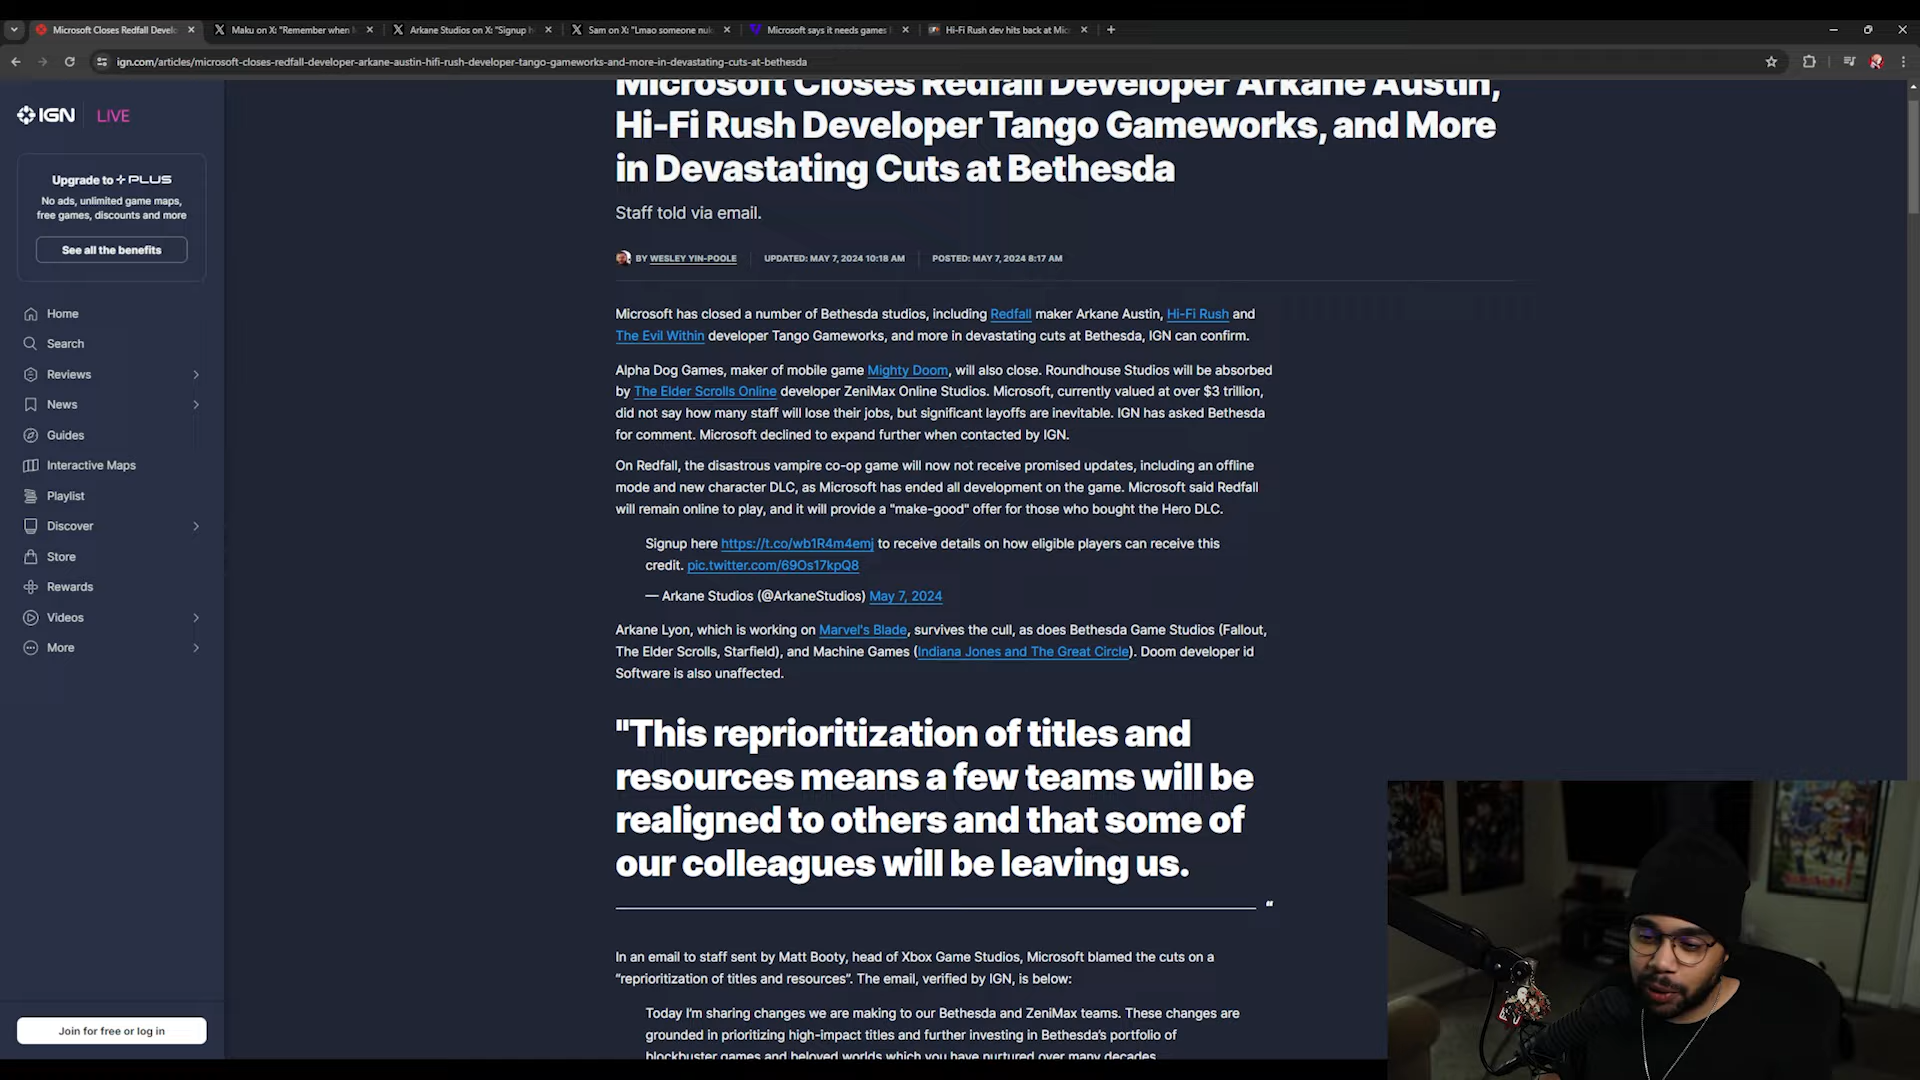 Microsoft Closes Redfall Develo
Maku on X: "Remember when
Arkane Studios on X: "Signup h
Sam on X: "Lmao someone nuk
Microsoft says it needs games
Hi-Fi Rush dev hits back at Mic
ign.com/articles/microsoft-closes-redfall-developer-arkane-austin-hifi-rush-developer-tango-gameworks-and-more-in-devastating-cuts-at-bethesda
IGN LIVE
Upgrade to PLUS
No ads, unlimited game maps,
free games, discounts and more
See all the benefits
Home
Search
Reviews
News
Guides
Interactive Maps
Playlist
Discover
Store
Rewards
Videos
More
Join for free or log in
Microsoft Closes Redfall Developer Arkane Austin,
Hi-Fi Rush Developer Tango Gameworks, and More
in Devastating Cuts at Bethesda
Staff told via email.
BY WESLEY YIN-POOLE UPDATED: MAY 7, 2024 10:18 AM POSTED: MAY 7, 2024 8:17 AM
Microsoft has closed a number of Bethesda studios, including Redfall maker Arkane Austin, Hi-Fi Rush and
The Evil Within developer Tango Gameworks, and more in devastating cuts at Bethesda, IGN can confirm.
Alpha Dog Games, maker of mobile game Mighty Doom, will also close. Roundhouse Studios will be absorbed
by The Elder Scrolls Online developer ZeniMax Online Studios. Microsoft, currently valued at over $3 trillion,
did not say how many staff will lose their jobs, but significant layoffs are inevitable. IGN has asked Bethesda
for comment. Microsoft declined to expand further when contacted by IGN.
On Redfall, the disastrous vampire co-op game will now not receive promised updates, including an offline
mode and new character DLC, as Microsoft has ended all development on the game. Microsoft said Redfall
will remain online to play, and it will provide a "make-good" offer for those who bought the Hero DLC.
Signup here https://t.co/wb1R4m4emj to receive details on how eligible players can receive this
credit. pic.twitter.com/69Os17kpQ8
— Arkane Studios (@ArkaneStudios) May 7, 2024
Arkane Lyon, which is working on Marvel's Blade, survives the cull, as does Bethesda Game Studios (Fallout,
The Elder Scrolls, Starfield), and Machine Games (Indiana Jones and The Great Circle). Doom developer id
Software is also unaffected.
"This reprioritization of titles and
resources means a few teams will be
realigned to others and that some of
our colleagues will be leaving us.
“
In an email to staff sent by Matt Booty, head of Xbox Game Studios, Microsoft blamed the cuts on a
“reprioritization of titles and resources”. The email, verified by IGN, is below:
Today I'm sharing changes we are making to our Bethesda and ZeniMax teams. These changes are
grounded in prioritizing high-impact titles and further investing in Bethesda's portfolio of
blockbuster games and beloved worlds which you have nurtured over many decades.